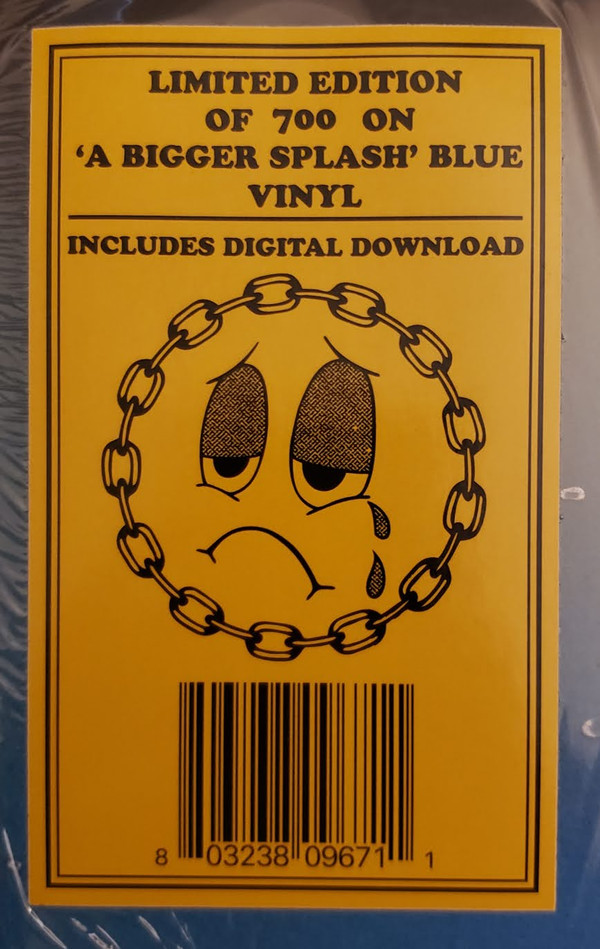 LIMITED EDITION
OF 700 ON
‘A BIGGER SPLASH’ BLUE
VINYL
INCLUDES DIGITAL DOWNLOAD
8 03238 09671 1